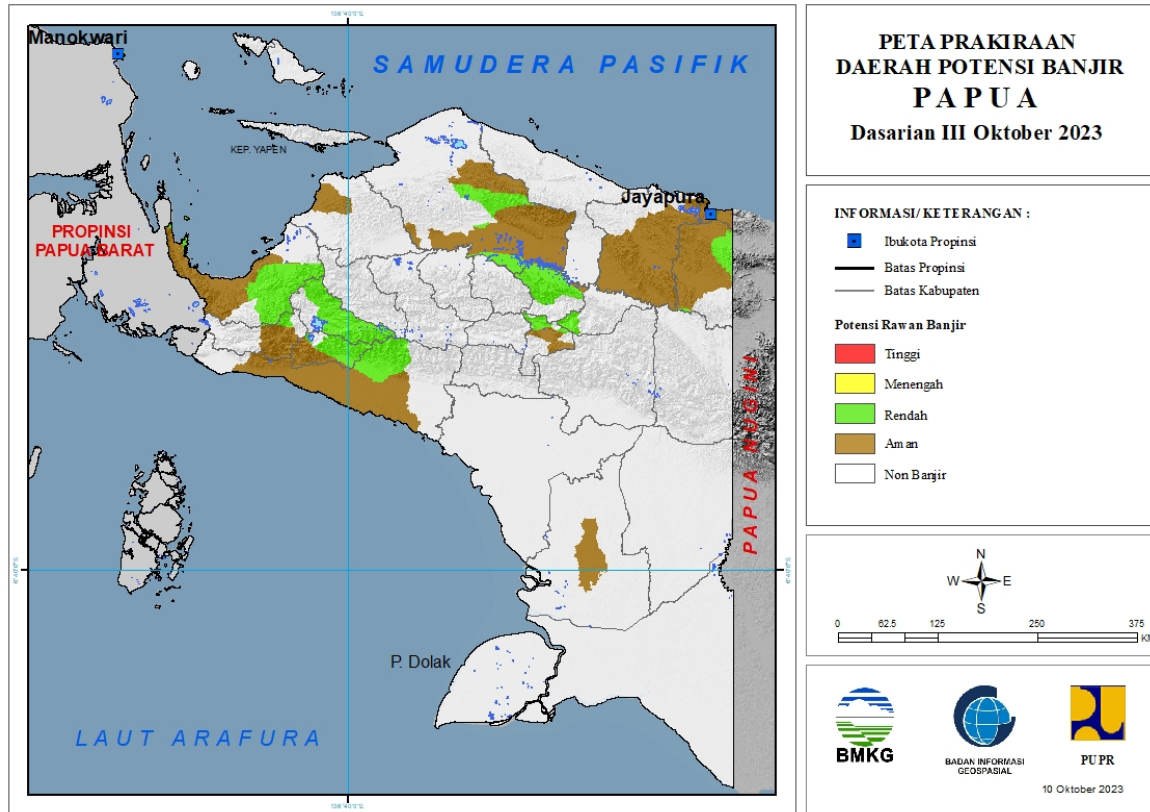 PETA PRAKIRAAN
DAERAH POTENSI BANJIR
PAPUA
Dasarian III Oktober 2023
INFORMASI/ KETERANGAN :
Ibukota Propinsi
Batas Propinsi
Batas Kabupaten
Potensi Rawan Banjir
Tinggi
Menengah
Rendah
Aman
Non Banjir
N
W E
S
0 62.5 125 250 375
KM
BMKG
BADAN INFORMASI
GEOSPASIAL
PUPR
10 Oktober 2023
Manokwari
SAMUDERA PASIFIK
KEP. YAPEN
Jayapura
PROPINSI
PAPUA BARAT
PAPUA NUGINI
P. Dolak
LAUT ARAFURA